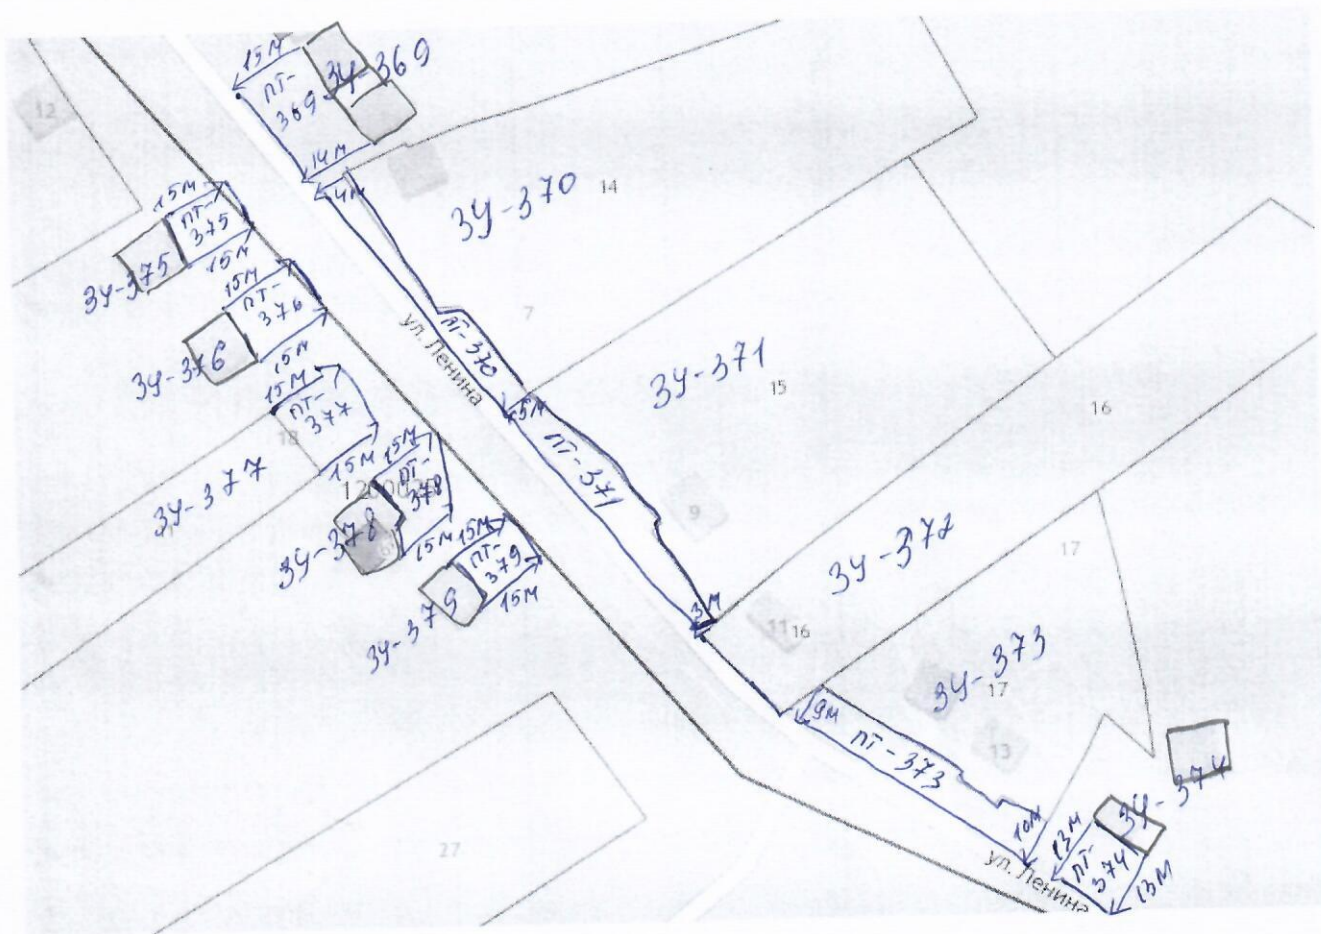 15м
ПТ-
369
ЗУ-369
12
14м
4м
ЗУ-370
14
15м
ПТ-
375
15м
ЗУ-375
15м
ПТ-
376
15м
ЗУ-376
7
ул. Ленина
ПТ-370
5м
ЗУ-371
15
16
15м
ПТ-
377
15м
18
ЗУ-377
15м
ПТ-
378
15м
ЗУ-378
ПТ-371
9
ЗУ-372
17
15м
ПТ-
379
15м
ЗУ-379
3м
11
16
ЗУ-373
17
13
9м
ПТ-373
10м
27
ул. Ленина
13м
ПТ-
374
13м
ЗУ-374